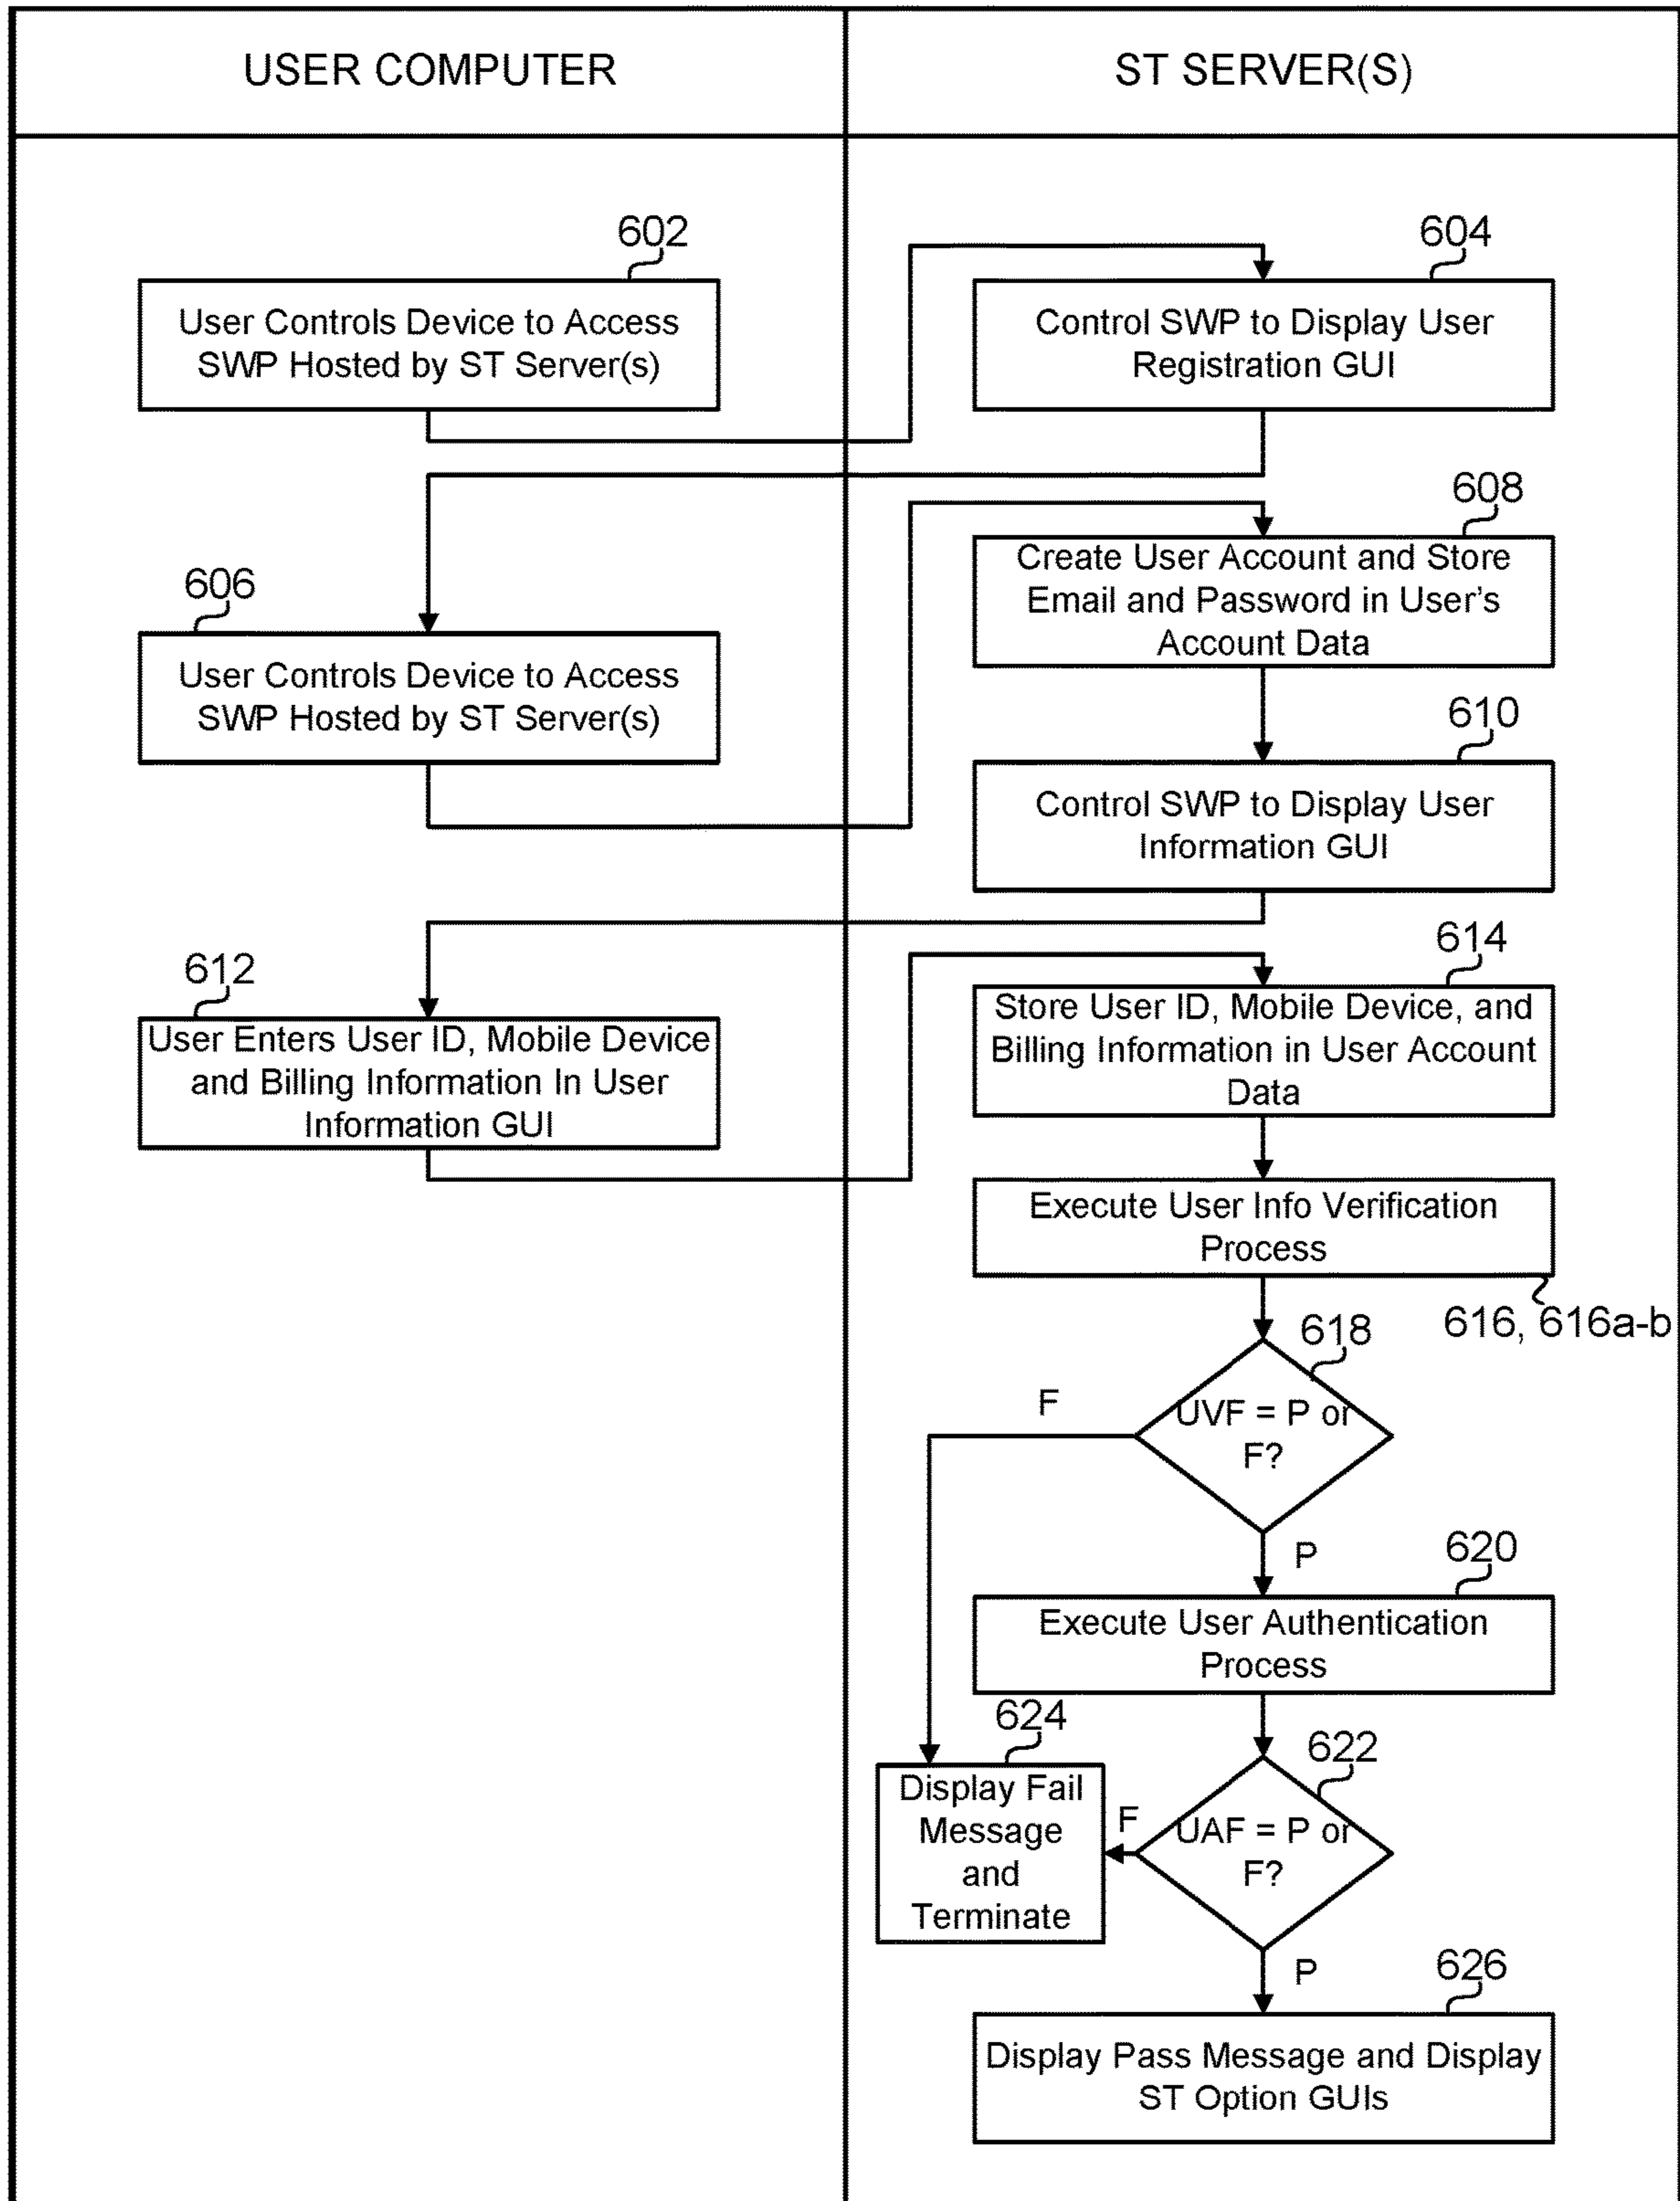 USER COMPUTER
ST SERVER(S)
602
User Controls Device to Access
SWP Hosted by ST Server(s)
604
Control SWP to Display User
Registration GUI
606
User Controls Device to Access
SWP Hosted by ST Server(s)
608
Create User Account and Store
Email and Password in User's
Account Data
610
Control SWP to Display User
Information GUI
612
User Enters User ID, Mobile Device
and Billing Information In User
Information GUI
614
Store User ID, Mobile Device, and
Billing Information in User Account
Data
Execute User Info Verification
Process
616, 616a-b
618
UVF = P or
F?
F
P
620
Execute User Authentication
Process
622
UAF = P or
F?
F
624
Display Fail
Message
and
Terminate
P
626
Display Pass Message and Display
ST Option GUIs